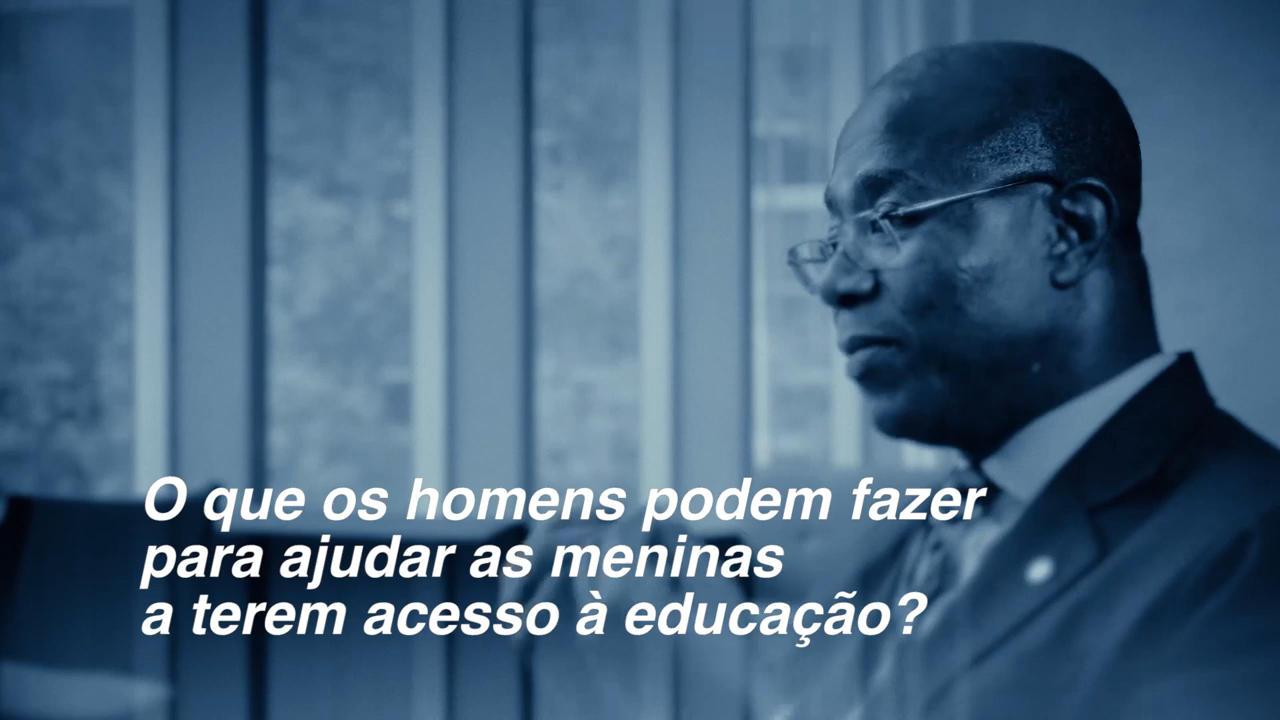 O que os homens podem fazer
para ajudar as meninas
a terem acesso à educação?